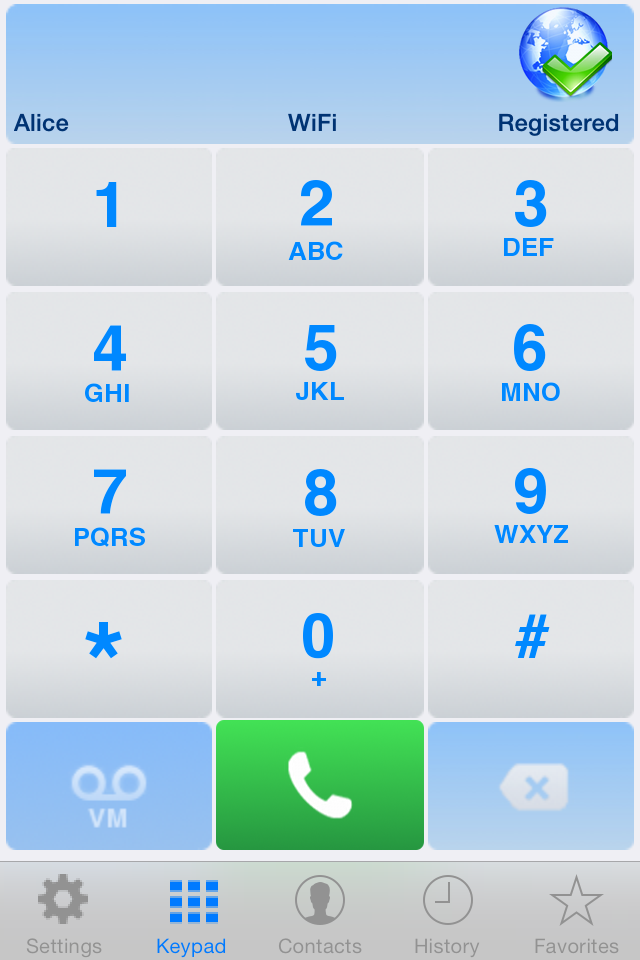 Alice WiFi Registered
1 2 3
ABC DEF
4 5 6
GHI JKL MNO
7 8 9
PQRS TUV WXYZ
* 0 #
+
VM
Settings Keypad Contacts History Favorites